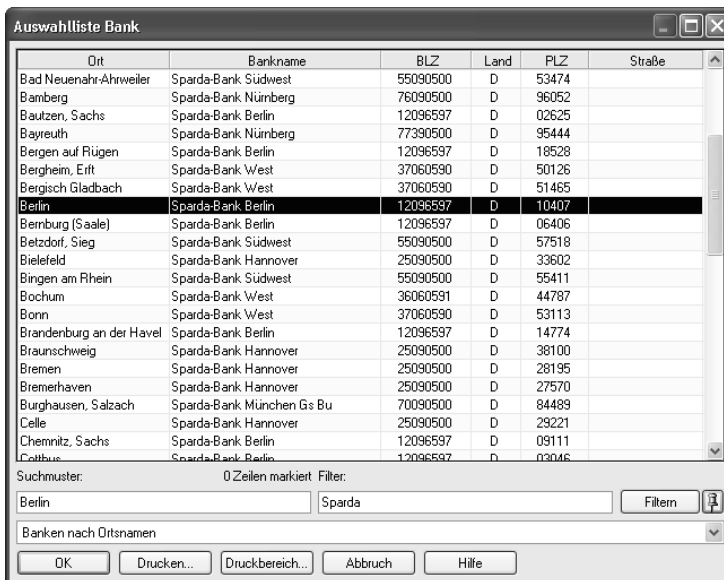 Auswahlliste Bank
Ort Bankname BLZ Land PLZ Straße
Bad Neuenahr-Ahrweiler Sparda-Bank Südwest 55090500 D 53474
Bamberg Sparda-Bank Nürnberg 76090500 D 96052
Bautzen, Sachs Sparda-Bank Berlin 12096597 D 02625
Bayreuth Sparda-Bank Nürnberg 77390500 D 95444
Bergen auf Rügen Sparda-Bank Berlin 12096597 D 18528
Bergheim, Erft Sparda-Bank West 37060590 D 50126
Bergisch Gladbach Sparda-Bank West 37060590 D 51465
Berlin Sparda-Bank Berlin 12096597 D 10407
Bernburg (Saale) Sparda-Bank Berlin 12096597 D 06406
Betzdorf, Sieg Sparda-Bank Südwest 55090500 D 57518
Bielefeld Sparda-Bank Hannover 25090500 D 33602
Bingen am Rhein Sparda-Bank Südwest 55090500 D 55411
Bochum Sparda-Bank West 36060591 D 44787
Bonn Sparda-Bank West 37060590 D 53113
Brandenburg an der Havel Sparda-Bank Berlin 12096597 D 14774
Braunschweig Sparda-Bank Hannover 25090500 D 38100
Bremen Sparda-Bank Hannover 25090500 D 28195
Bremerhaven Sparda-Bank Hannover 25090500 D 27570
Burghausen, Salzach Sparda-Bank München Gs Bu 70090500 D 84489
Celle Sparda-Bank Hannover 25090500 D 29221
Chemnitz, Sachs Sparda-Bank Berlin 12096597 D 09111
Cottbus Sparda-Bank Berlin 12096597 D 03046
Suchmuster: 0 Zeilen markiert Filter:
Berlin Sparda Filtern
Banken nach Ortsnamen
OK Drucken... Druckbereich... Abbruch Hilfe